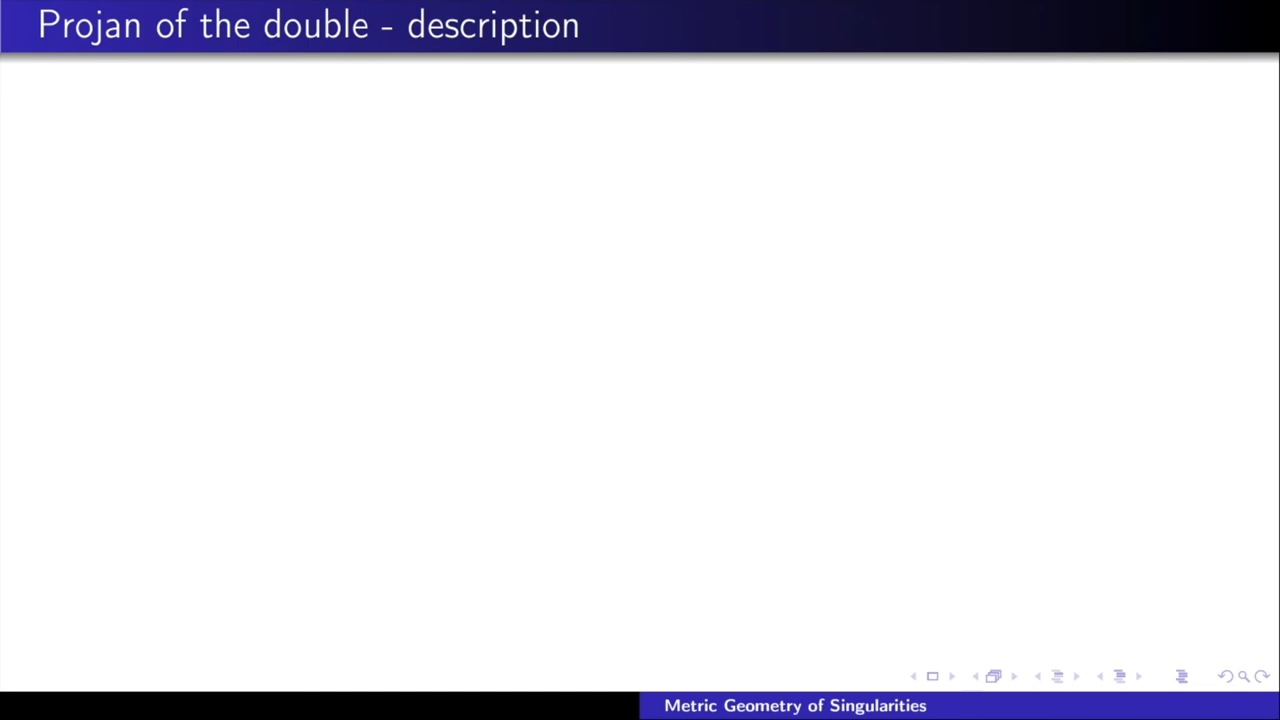 Projan of the double - description
Metric Geometry of Singularities